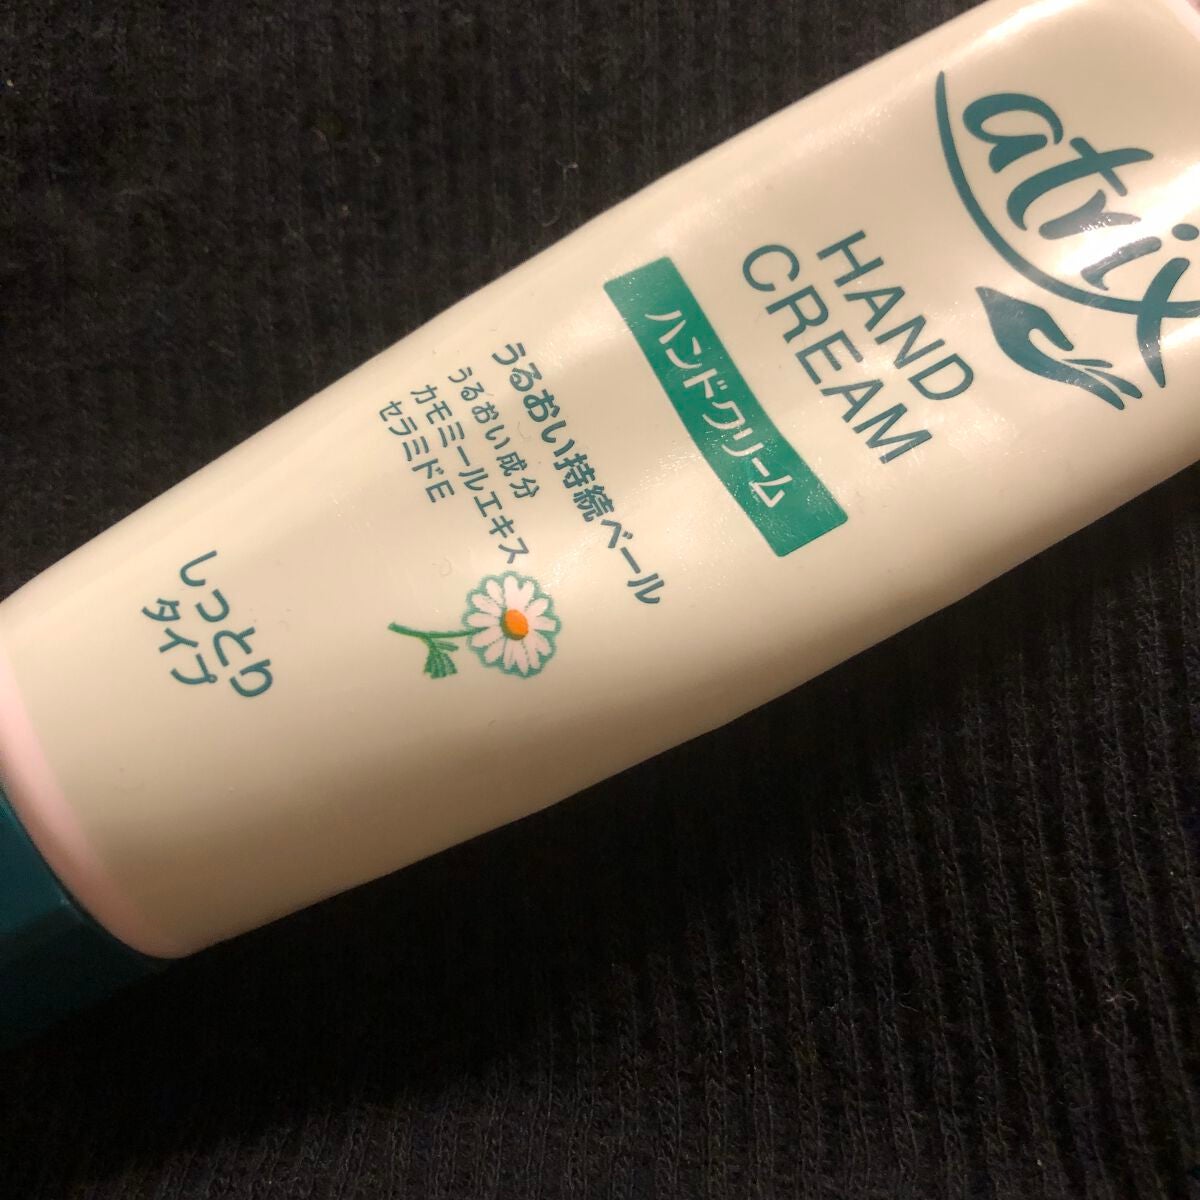 atrix
HAND
CREAM
ハンドクリーム
うるおい持続ベール
うるおい成分
カモミールエキス
セラミドE
しっとり
タイプ